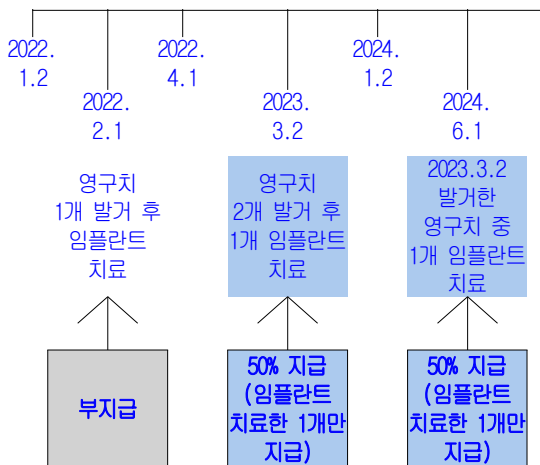 2022.
1.2
2022.
4.1
2024.
1.2
2022.
2.1
2023.
3.2
2024.
6.1
영구치
1개 발거 후
임플란트
치료
영구치
2개 발거 후
1개 임플란트
치료
2023.3.2
발거한
영구치 중
1개 임플란트
치료
부지급
50% 지급
(임플란트
치료한 1개만
지급)
50% 지급
(임플란트
치료한 1개만
지급)